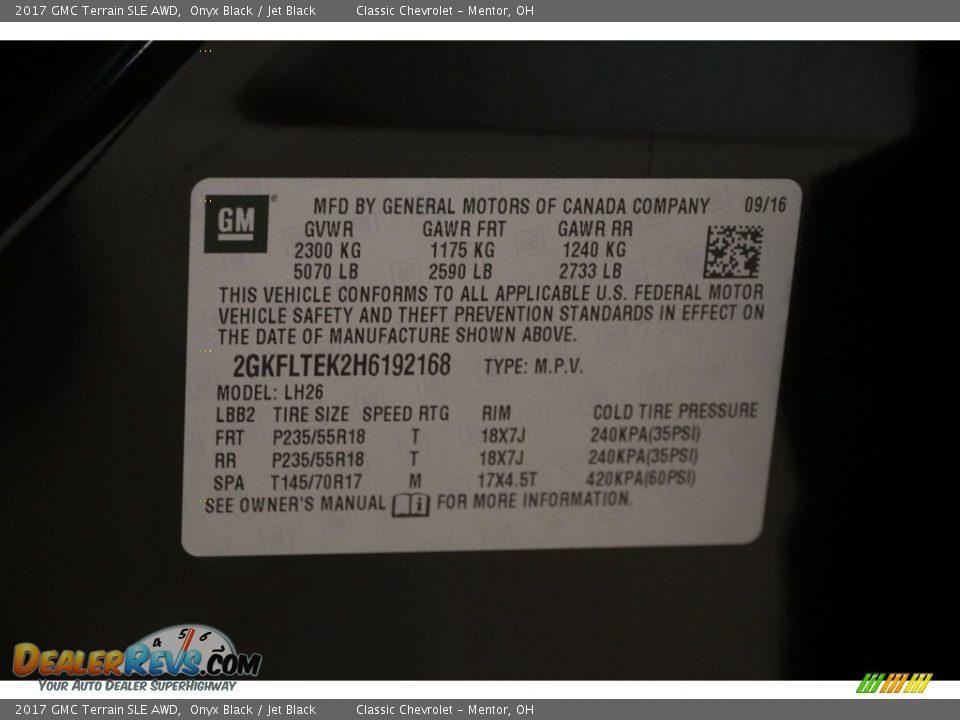 2017 GMC Terrain SLE AWD, Onyx Black / Jet Black Classic Chevrolet - Mentor, OH
GM
MFD BY GENERAL MOTORS OF CANADA COMPANY 09/16
GVWR GAWR FRT GAWR RR
2300 KG 1175 KG 1240 KG
5070 LB 2590 LB 2733 LB
THIS VEHICLE CONFORMS TO ALL APPLICABLE U.S. FEDERAL MOTOR
VEHICLE SAFETY AND THEFT PREVENTION STANDARDS IN EFFECT ON
THE DATE OF MANUFACTURE SHOWN ABOVE.
2GKFLTEK2H6192168 TYPE: M.P.V.
MODEL: LH26
LBB2 TIRE SIZE SPEED RTG RIM COLD TIRE PRESSURE
FRT P235/55R18 T 18X7J 240KPA(35PSI)
RR P235/55R18 T 18X7J 240KPA(35PSI)
SPA T145/70R17 M 17X4.5T 420KPA(60PSI)
SEE OWNER'S MANUAL i FOR MORE INFORMATION.
4 5 6
DEALERREVS.COM
YOUR AUTO DEALER SUPERHIGHWAY
2017 GMC Terrain SLE AWD, Onyx Black / Jet Black Classic Chevrolet - Mentor, OH